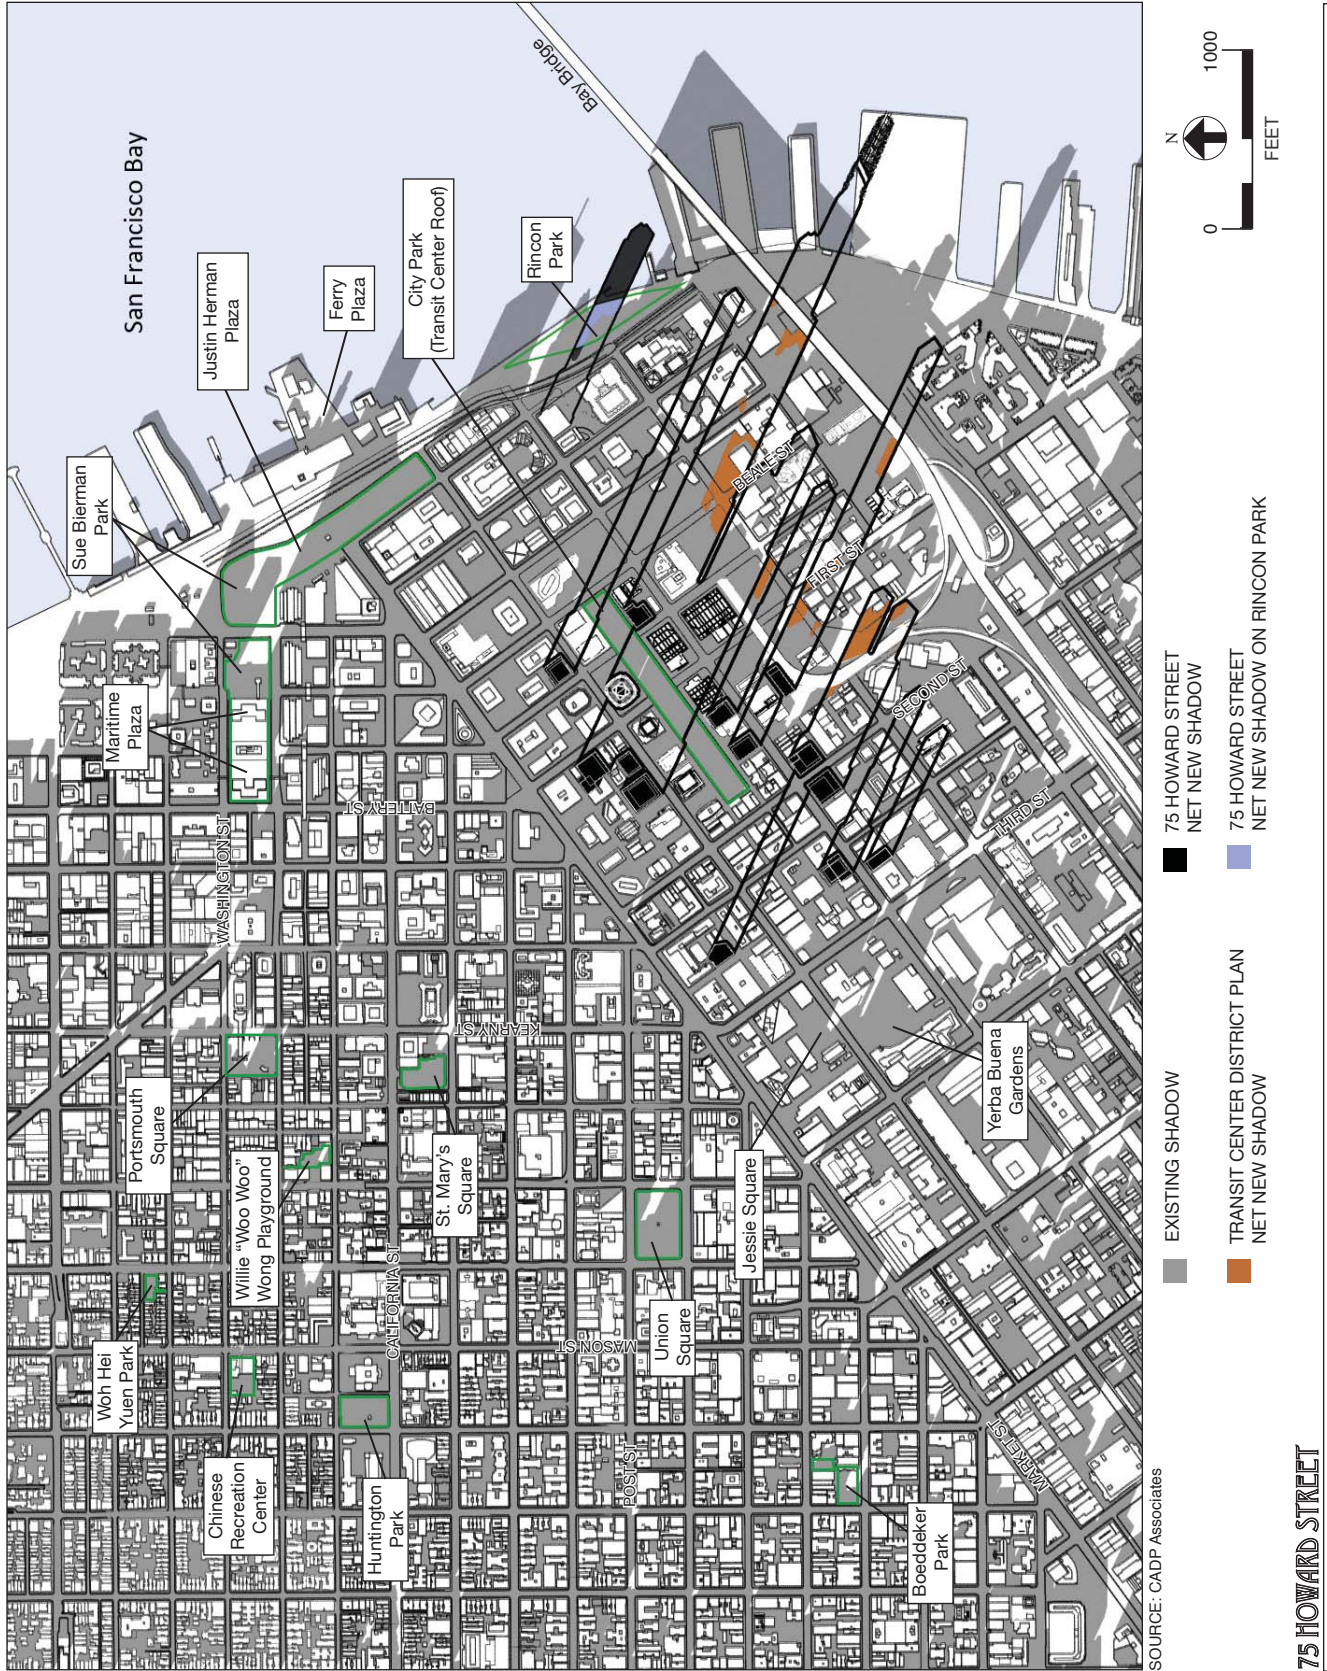 San Francisco Bay
Bay Bridge
Sue Bierman
Park
Justin Herman
Plaza
Ferry
Plaza
City Park
(Transit Center Roof)
Rincon
Park
Maritime
Plaza
Portsmouth
Square
Willie “Woo Woo”
Wong Playground
St. Mary's
Square
Woh Hei
Yuen Park
Chinese
Recreation
Center
Huntington
Park
Union
Square
Jessie Square
Yerba Buena
Gardens
Boeddeker
Park
WASHINGTON ST
BATTERY ST
KEARNY ST
CALIFORNIA ST
MASON ST
POST ST
MARKET ST
THIRD ST
SECOND ST
FIRST ST
BEALE ST
SOURCE: CADP Associates
EXISTING SHADOW
TRANSIT CENTER DISTRICT PLAN
NET NEW SHADOW
75 HOWARD STREET
NET NEW SHADOW
75 HOWARD STREET
NET NEW SHADOW ON RINCON PARK
N
0
1000
FEET
75 HOWARD STREET